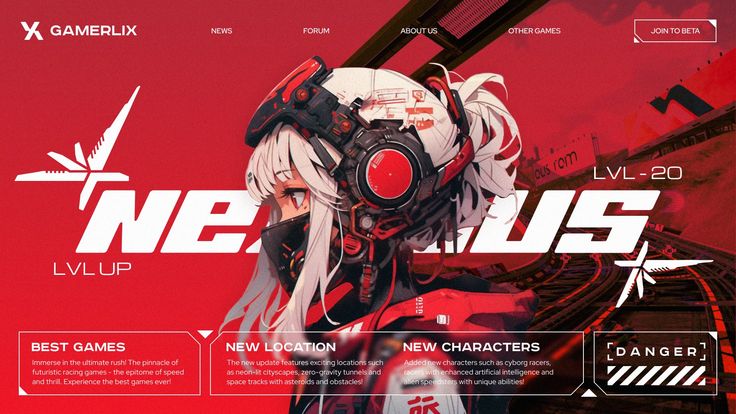 GAMERLIX
NEWS
FORUM
ABOUT US
OTHER GAMES
JOIN TO BETA
LVL - 20
LVL UP
BEST GAMES
Immerse in the ultimate rush! The pinnacle of
futuristic racing games - the epitome of speed
and thrill. Experience the best games ever!
NEW LOCATION
The new update features exciting locations such
as neon-lit cityscapes, zero-gravity tunnels and
space tracks with asteroids and obstacles!
NEW CHARACTERS
Added new characters such as cyborg racers,
racers with enhanced artificial intelligence and
alien speedsters with unique abilities!
[DANGER]